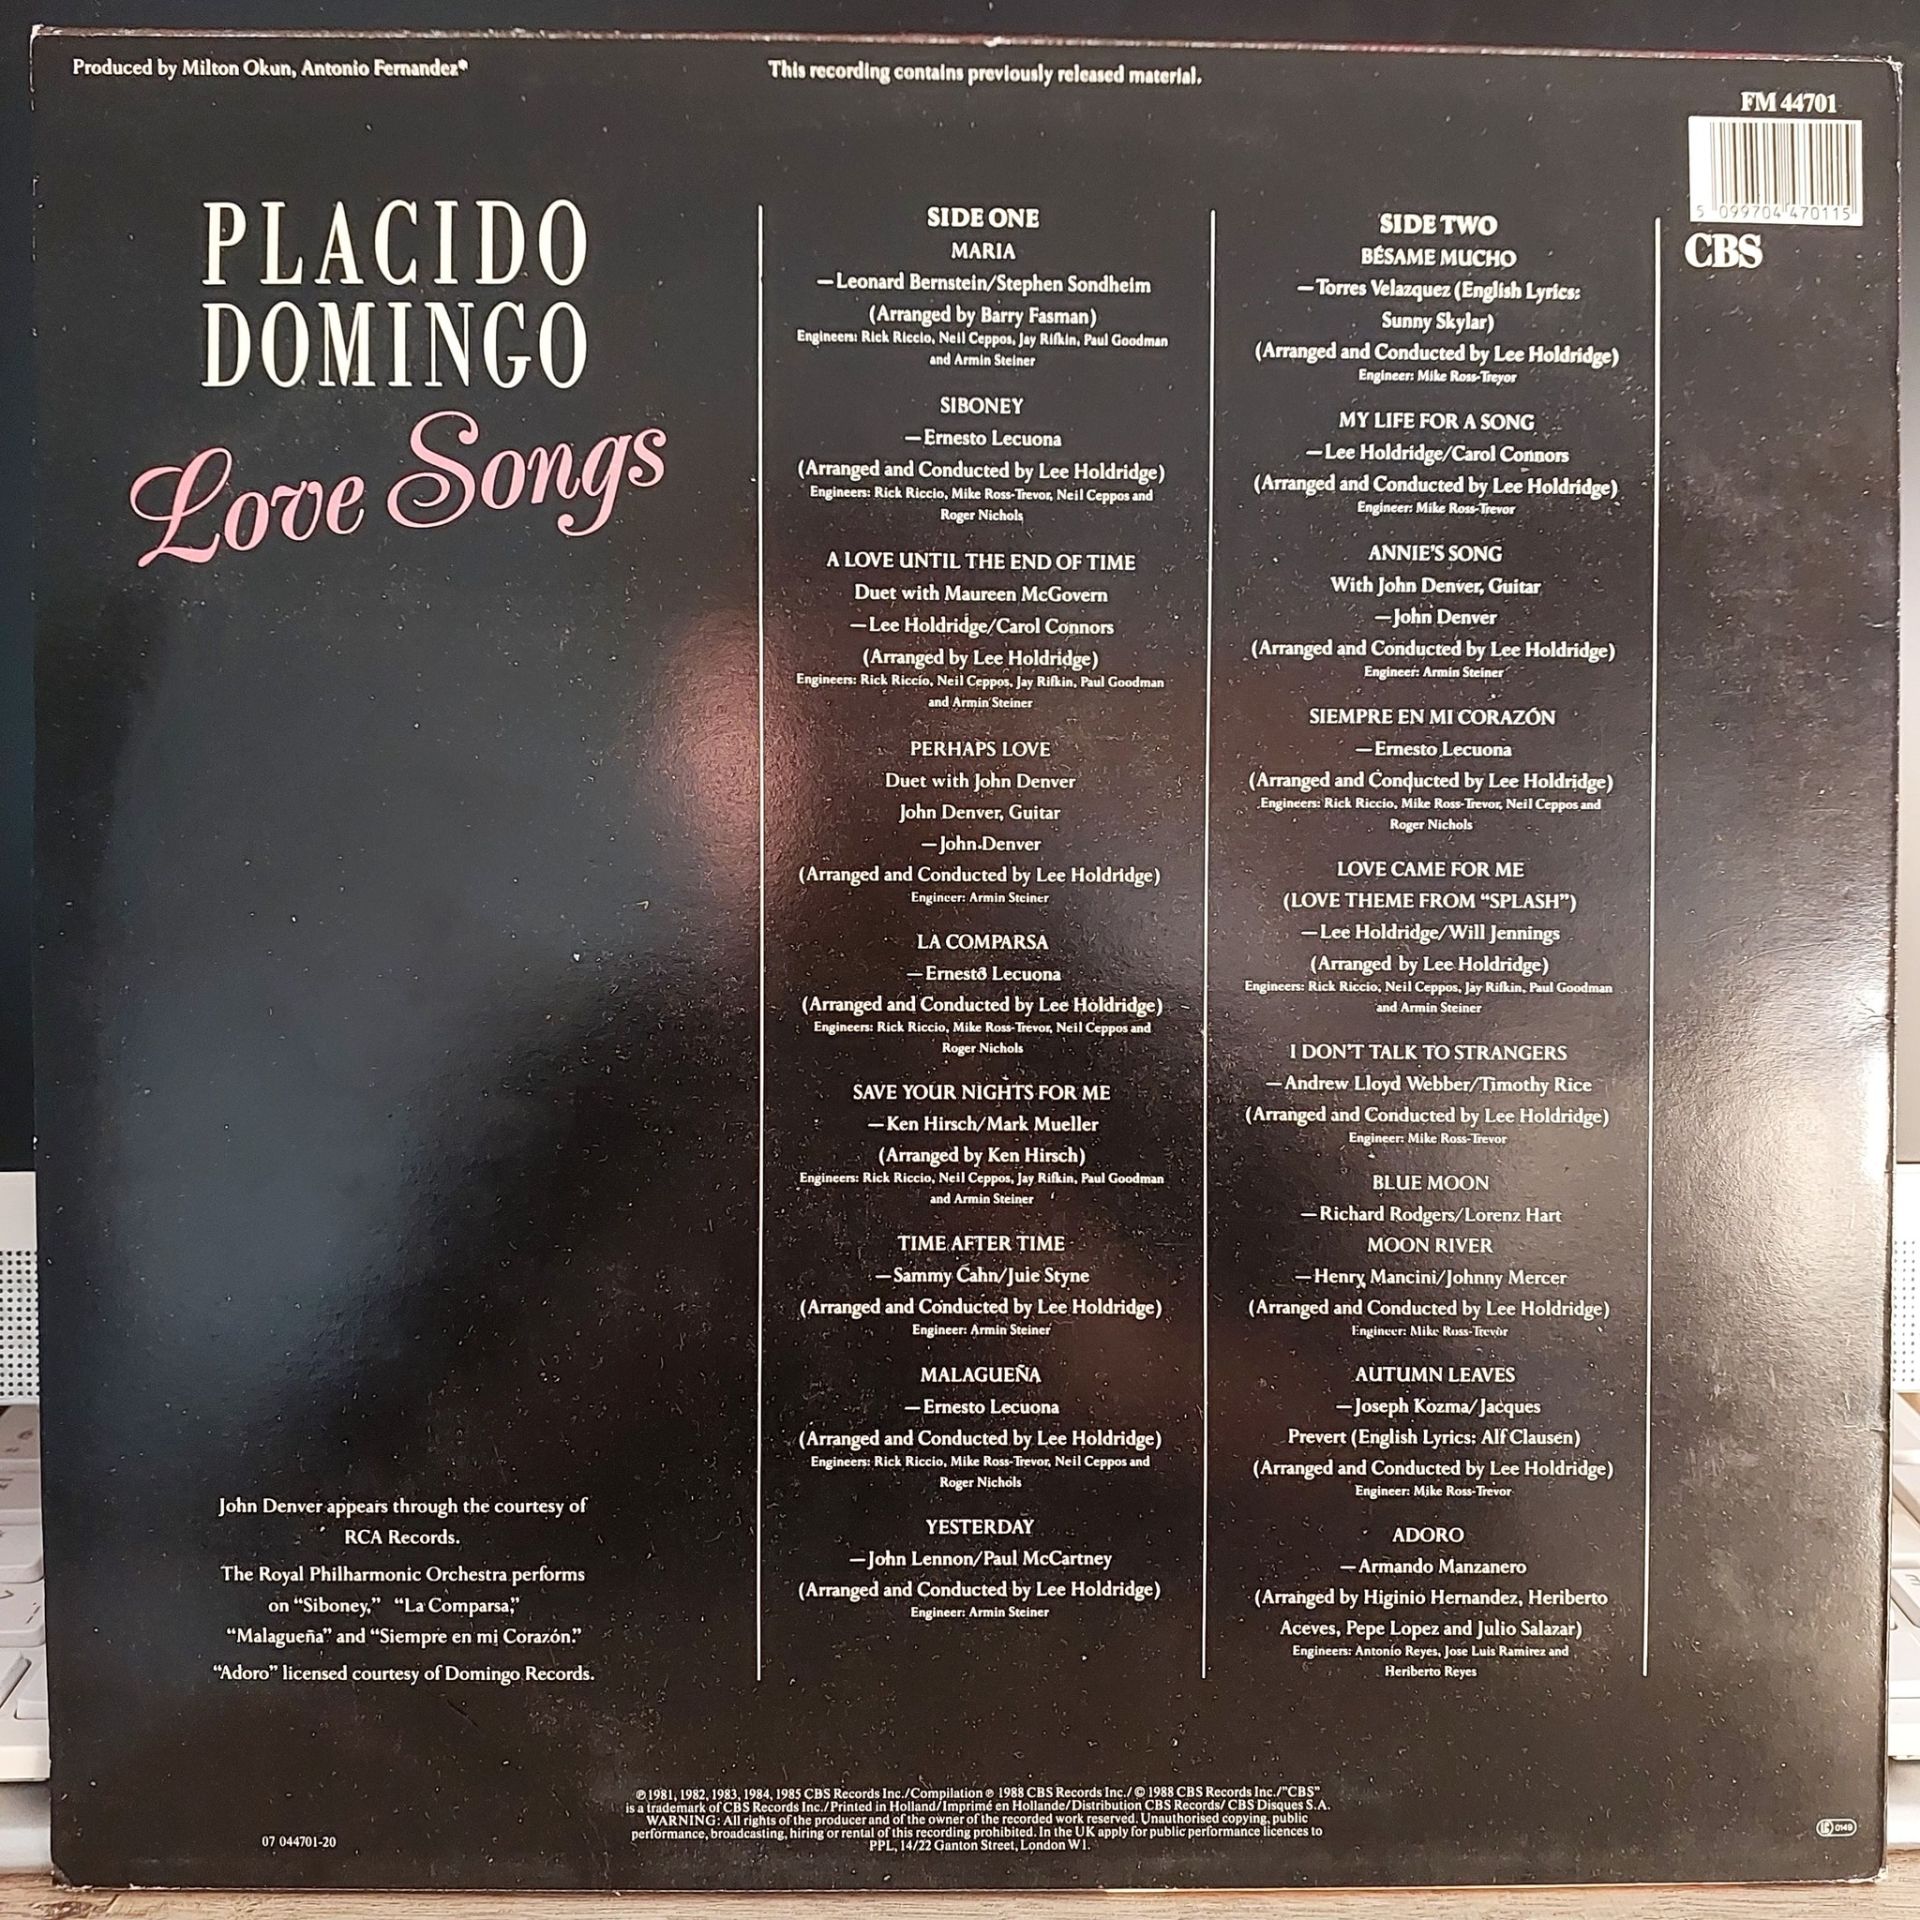 Produced by Milton Okun, Antonio Fernandez*
This recording contains previously released material.
FM 44701
5 099704 470115
CBS
PLACIDO
DOMINGO
Love Songs
SIDE ONE
MARIA
—Leonard Bernstein/Stephen Sondheim
(Arranged by Barry Fasman)
Engineers: Rick Riccio, Neil Ceppos, Jay Rifkin, Paul Goodman
and Armin Steiner
SIBONEY
—Ernesto Lecuona
(Arranged and Conducted by Lee Holdridge)
Engineers: Rick Riccio, Mike Ross-Trevor, Neil Ceppos and
Roger Nichols
A LOVE UNTIL THE END OF TIME
Duet with Maureen McGovern
—Lee Holdridge/Carol Connors
(Arranged by Lee Holdridge)
Engineers: Rick Riccio, Neil Ceppos, Jay Rifkin, Paul Goodman
and Armin Steiner
PERHAPS LOVE
Duet with John Denver
John Denver, Guitar
—John Denver
(Arranged and Conducted by Lee Holdridge)
Engineer: Armin Steiner
LA COMPARSA
—Ernesto Lecuona
(Arranged and Conducted by Lee Holdridge)
Engineers: Rick Riccio, Mike Ross-Trevor, Neil Ceppos and
Roger Nichols
SAVE YOUR NIGHTS FOR ME
—Ken Hirsch/Mark Mueller
(Arranged by Ken Hirsch)
Engineers: Rick Riccio, Neil Ceppos, Jay Rifkin, Paul Goodman
and Armin Steiner
TIME AFTER TIME
—Sammy Cahn/Juie Styne
(Arranged and Conducted by Lee Holdridge)
Engineer: Armin Steiner
MALAGUEÑA
—Ernesto Lecuona
(Arranged and Conducted by Lee Holdridge)
Engineers: Rick Riccio, Mike Ross-Trevor, Neil Ceppos and
Roger Nichols
YESTERDAY
—John Lennon/Paul McCartney
(Arranged and Conducted by Lee Holdridge)
Engineer: Armin Steiner
SIDE TWO
BÉSAME MUCHO
—Torres Velazquez (English Lyrics:
Sunny Skylar)
(Arranged and Conducted by Lee Holdridge)
Engineer: Mike Ross-Treyor
MY LIFE FOR A SONG
—Lee Holdridge/Carol Connors
(Arranged and Conducted by Lee Holdridge)
Engineer: Mike Ross-Trevor
ANNIE'S SONG
With John Denver, Guitar
—John Denver
(Arranged and Conducted by Lee Holdridge)
Engineer: Armin Steiner
SIEMPRE EN MI CORAZÓN
—Ernesto Lecuona
(Arranged and Conducted by Lee Holdridge)
Engineers: Rick Riccio, Mike Ross-Trevor, Neil Ceppos and
Roger Nichols
LOVE CAME FOR ME
(LOVE THEME FROM “SPLASH”)
—Lee Holdridge/Will Jennings
(Arranged by Lee Holdridge)
Engineers: Rick Riccio, Neil Ceppos, Jay Rifkin, Paul Goodman
and Armin Steiner
I DON'T TALK TO STRANGERS
—Andrew Lloyd Webber/Timothy Rice
(Arranged and Conducted by Lee Holdridge)
Engineer: Mike Ross-Trevor
BLUE MOON
—Richard Rodgers/Lorenz Hart
MOON RIVER
—Henry Mancini/Johnny Mercer
(Arranged and Conducted by Lee Holdridge)
Engineer: Mike Ross-Trevor
AUTUMN LEAVES
—Joseph Kozma/Jacques
Prevert (English Lyrics: Alf Clausen)
(Arranged and Conducted by Lee Holdridge)
Engineer: Mike Ross-Trevor
ADORO
—Armando Manzanero
(Arranged by Higinio Hernandez, Heriberto
Aceves, Pepe Lopez and Julio Salazar)
Engineers: Antonio Reyes, Jose Luis Ramirez and
Heriberto Reyes
John Denver appears through the courtesy of
RCA Records.
The Royal Philharmonic Orchestra performs
on “Siboney,” “La Comparsa,”
“Malagueña” and “Siempre en mi Corazón.”
“Adoro” licensed courtesy of Domingo Records.
℗ 1981, 1982, 1983, 1984, 1985 CBS Records Inc./Compilation ℗ 1988 CBS Records Inc./ © 1988 CBS Records Inc./"CBS"
is a trademark of CBS Records Inc./Printed in Holland/Imprimé en Hollande/Distribution CBS Records/ CBS Disques S.A.
WARNING: All rights of the producer and of the owner of the recorded work reserved. Unauthorised copying, public
performance, broadcasting, hiring or rental of this recording prohibited. In the UK apply for public performance licences to
PPL, 14/22 Ganton Street, London W1.
07 044701-20
LC 0149